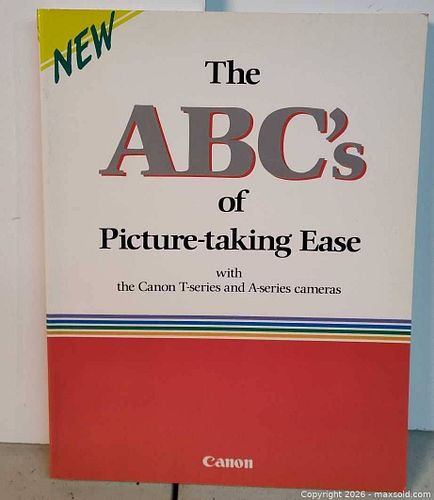 NEW
The
ABC's
of
Picture-taking Ease
with
the Canon T-series and A-series cameras
Canon
Copyright © 2026 - maxsold.com